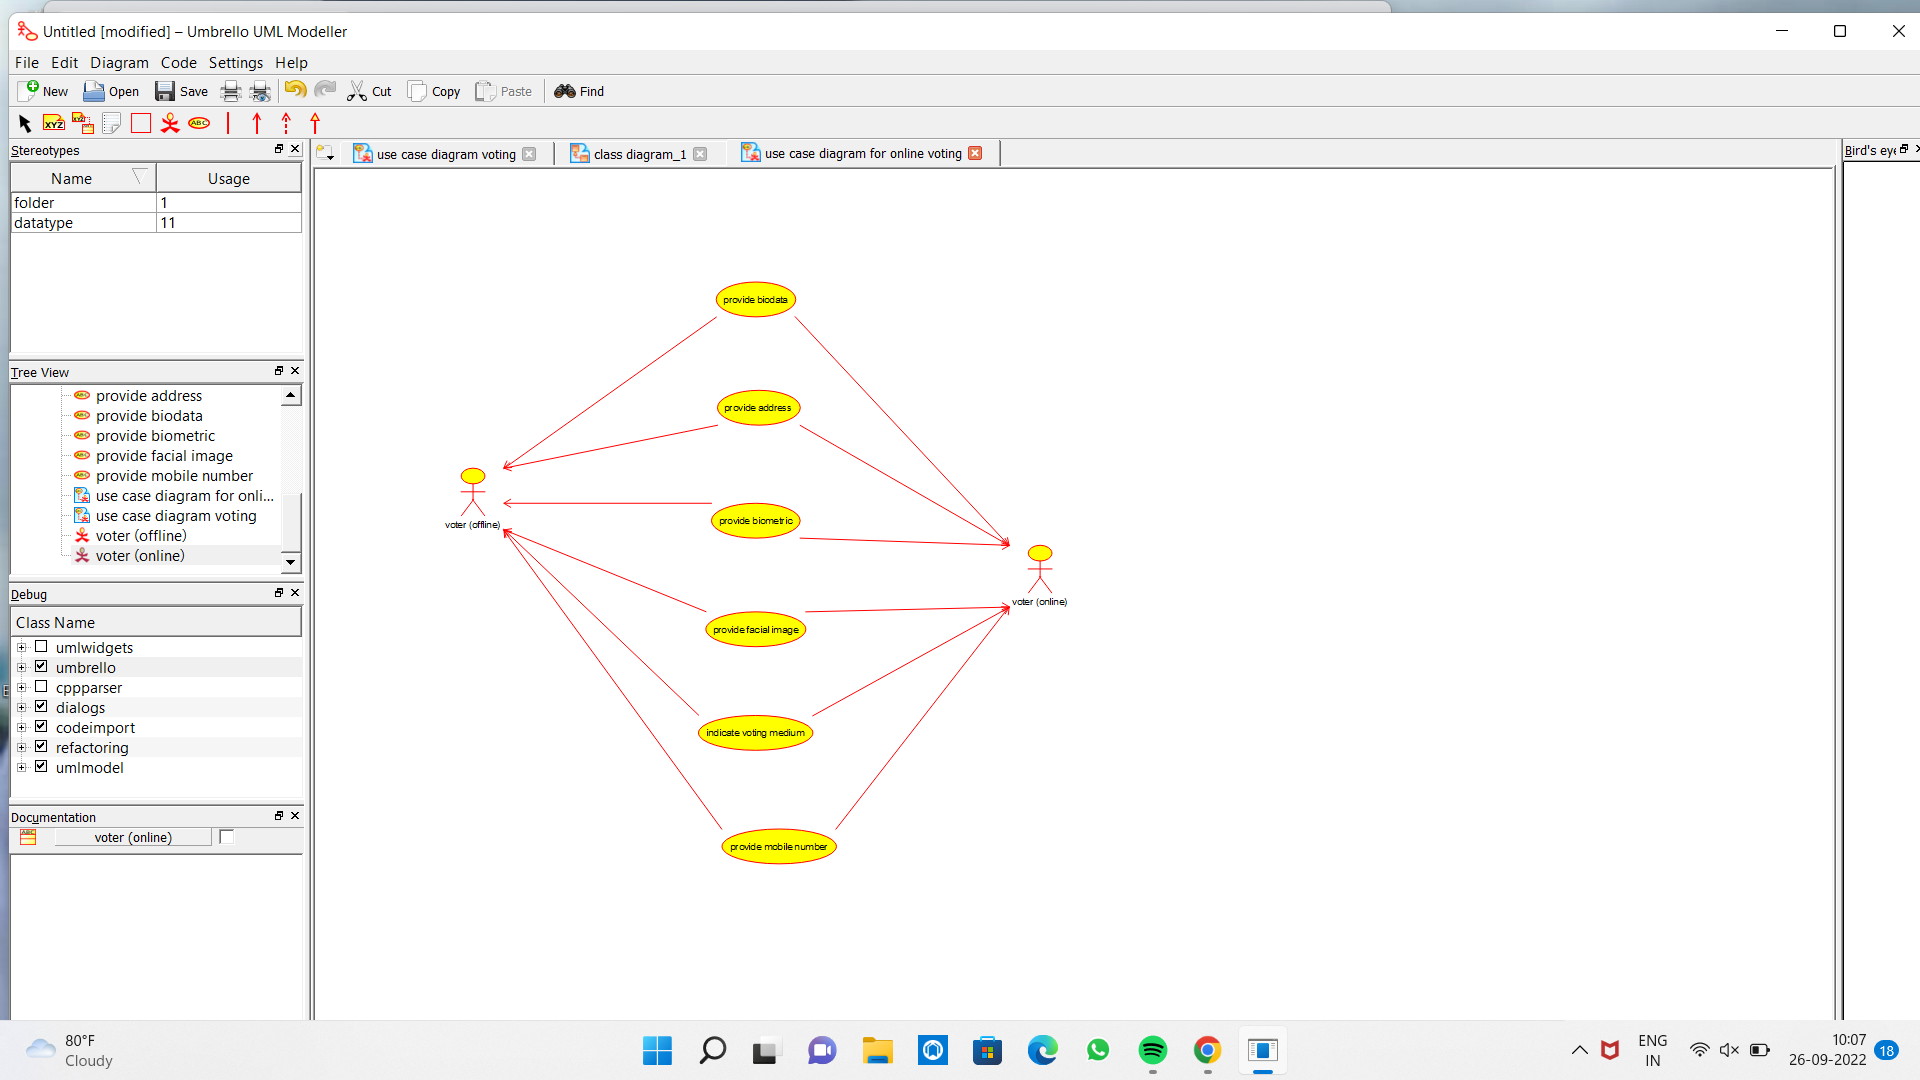 Untitled [modified] – Umbrello UML Modeller
File Edit Diagram Code Settings Help
New Open Save Cut Copy Paste Find
XYZ XYZ ABC
Stereotypes
Name Usage
folder 1
datatype 11
Tree View
provide address
provide biodata
provide biometric
provide facial image
provide mobile number
use case diagram for onli...
use case diagram voting
voter (offline)
voter (online)
Debug
Class Name
umlwidgets
umbrello
cppparser
dialogs
codeimport
refactoring
umlmodel
Documentation
voter (online)
use case diagram voting
class diagram_1
use case diagram for online voting
Bird's eye
provide biodata
provide address
voter (offline)
provide biometric
voter (online)
provide facial image
indicate voting medium
provide mobile number
80°F
Cloudy
ENG
IN
10:07
26-09-2022
18